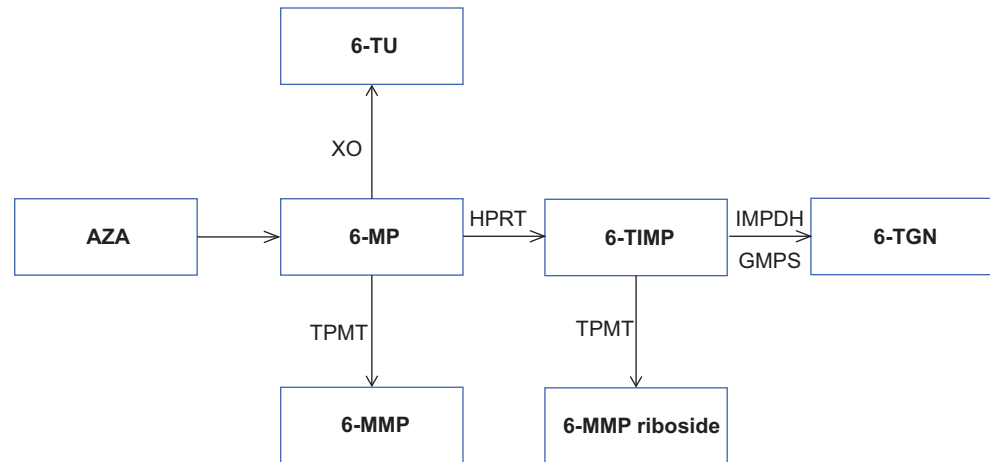 6-TU
XO
AZA
6-MP
HPRT
6-TIMP
IMPDH
GMPS
6-TGN
TPMT
TPMT
6-MMP
6-MMP riboside